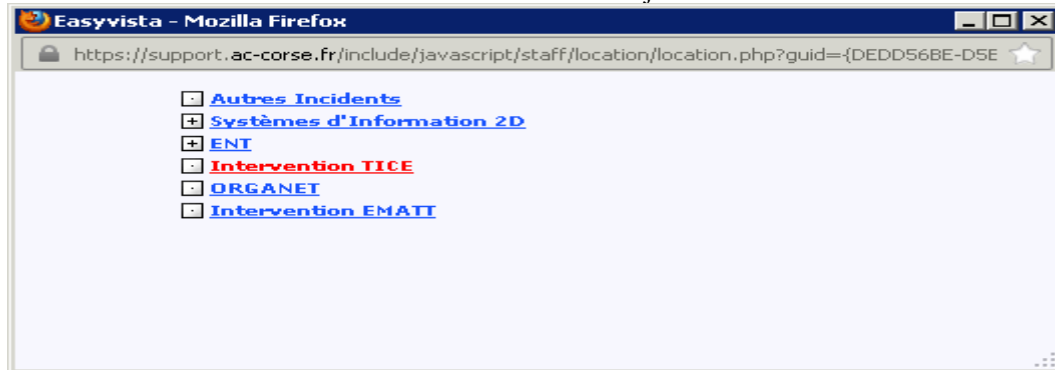 Easyvista - Mozilla Firefox
https://support.ac-corse.fr/include/javascript/staff/location/location.php?guid={DEDD56BE-D5E
Autres Incidents
Systèmes d'Information 2D
ENT
Intervention TICE
ORGANET
Intervention EMATT